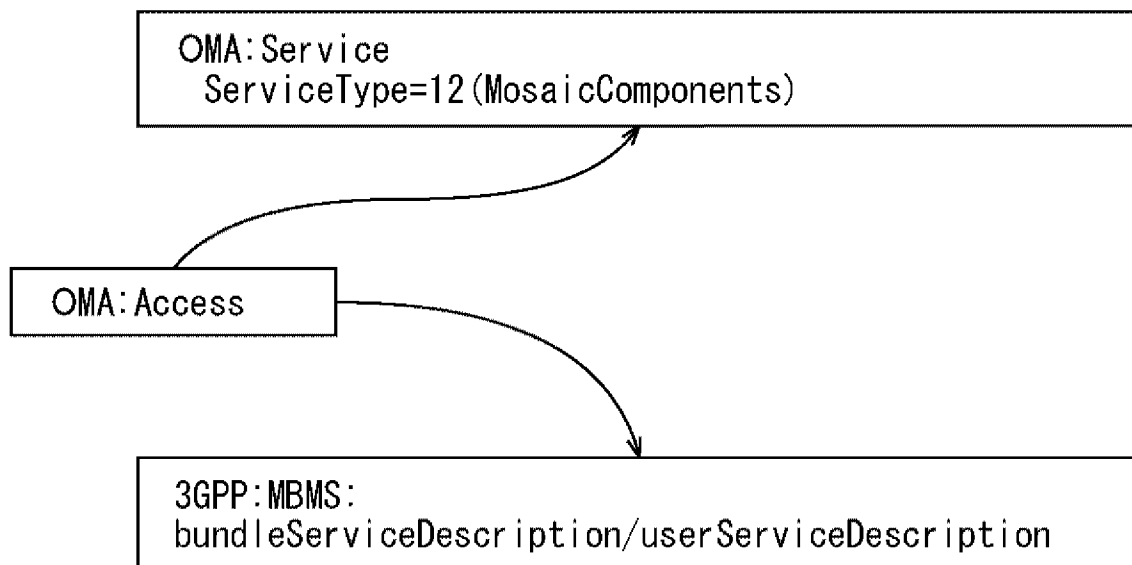 OMA:Service
ServiceType=12(MosaicComponents)
OMA:Access
3GPP:MBMS:
bundleServiceDescription/userServiceDescription